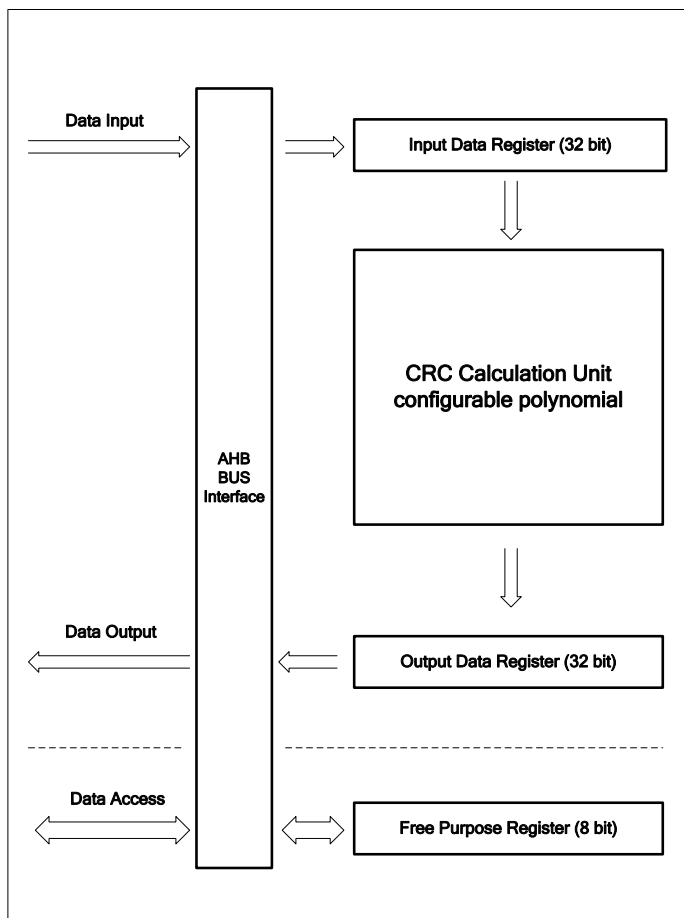 Data Input
Input Data Register (32 bit)
CRC Calculation Unit
configurable polynomial
AHB
BUS
Interface
Data Output
Output Data Register (32 bit)
Data Access
Free Purpose Register (8 bit)